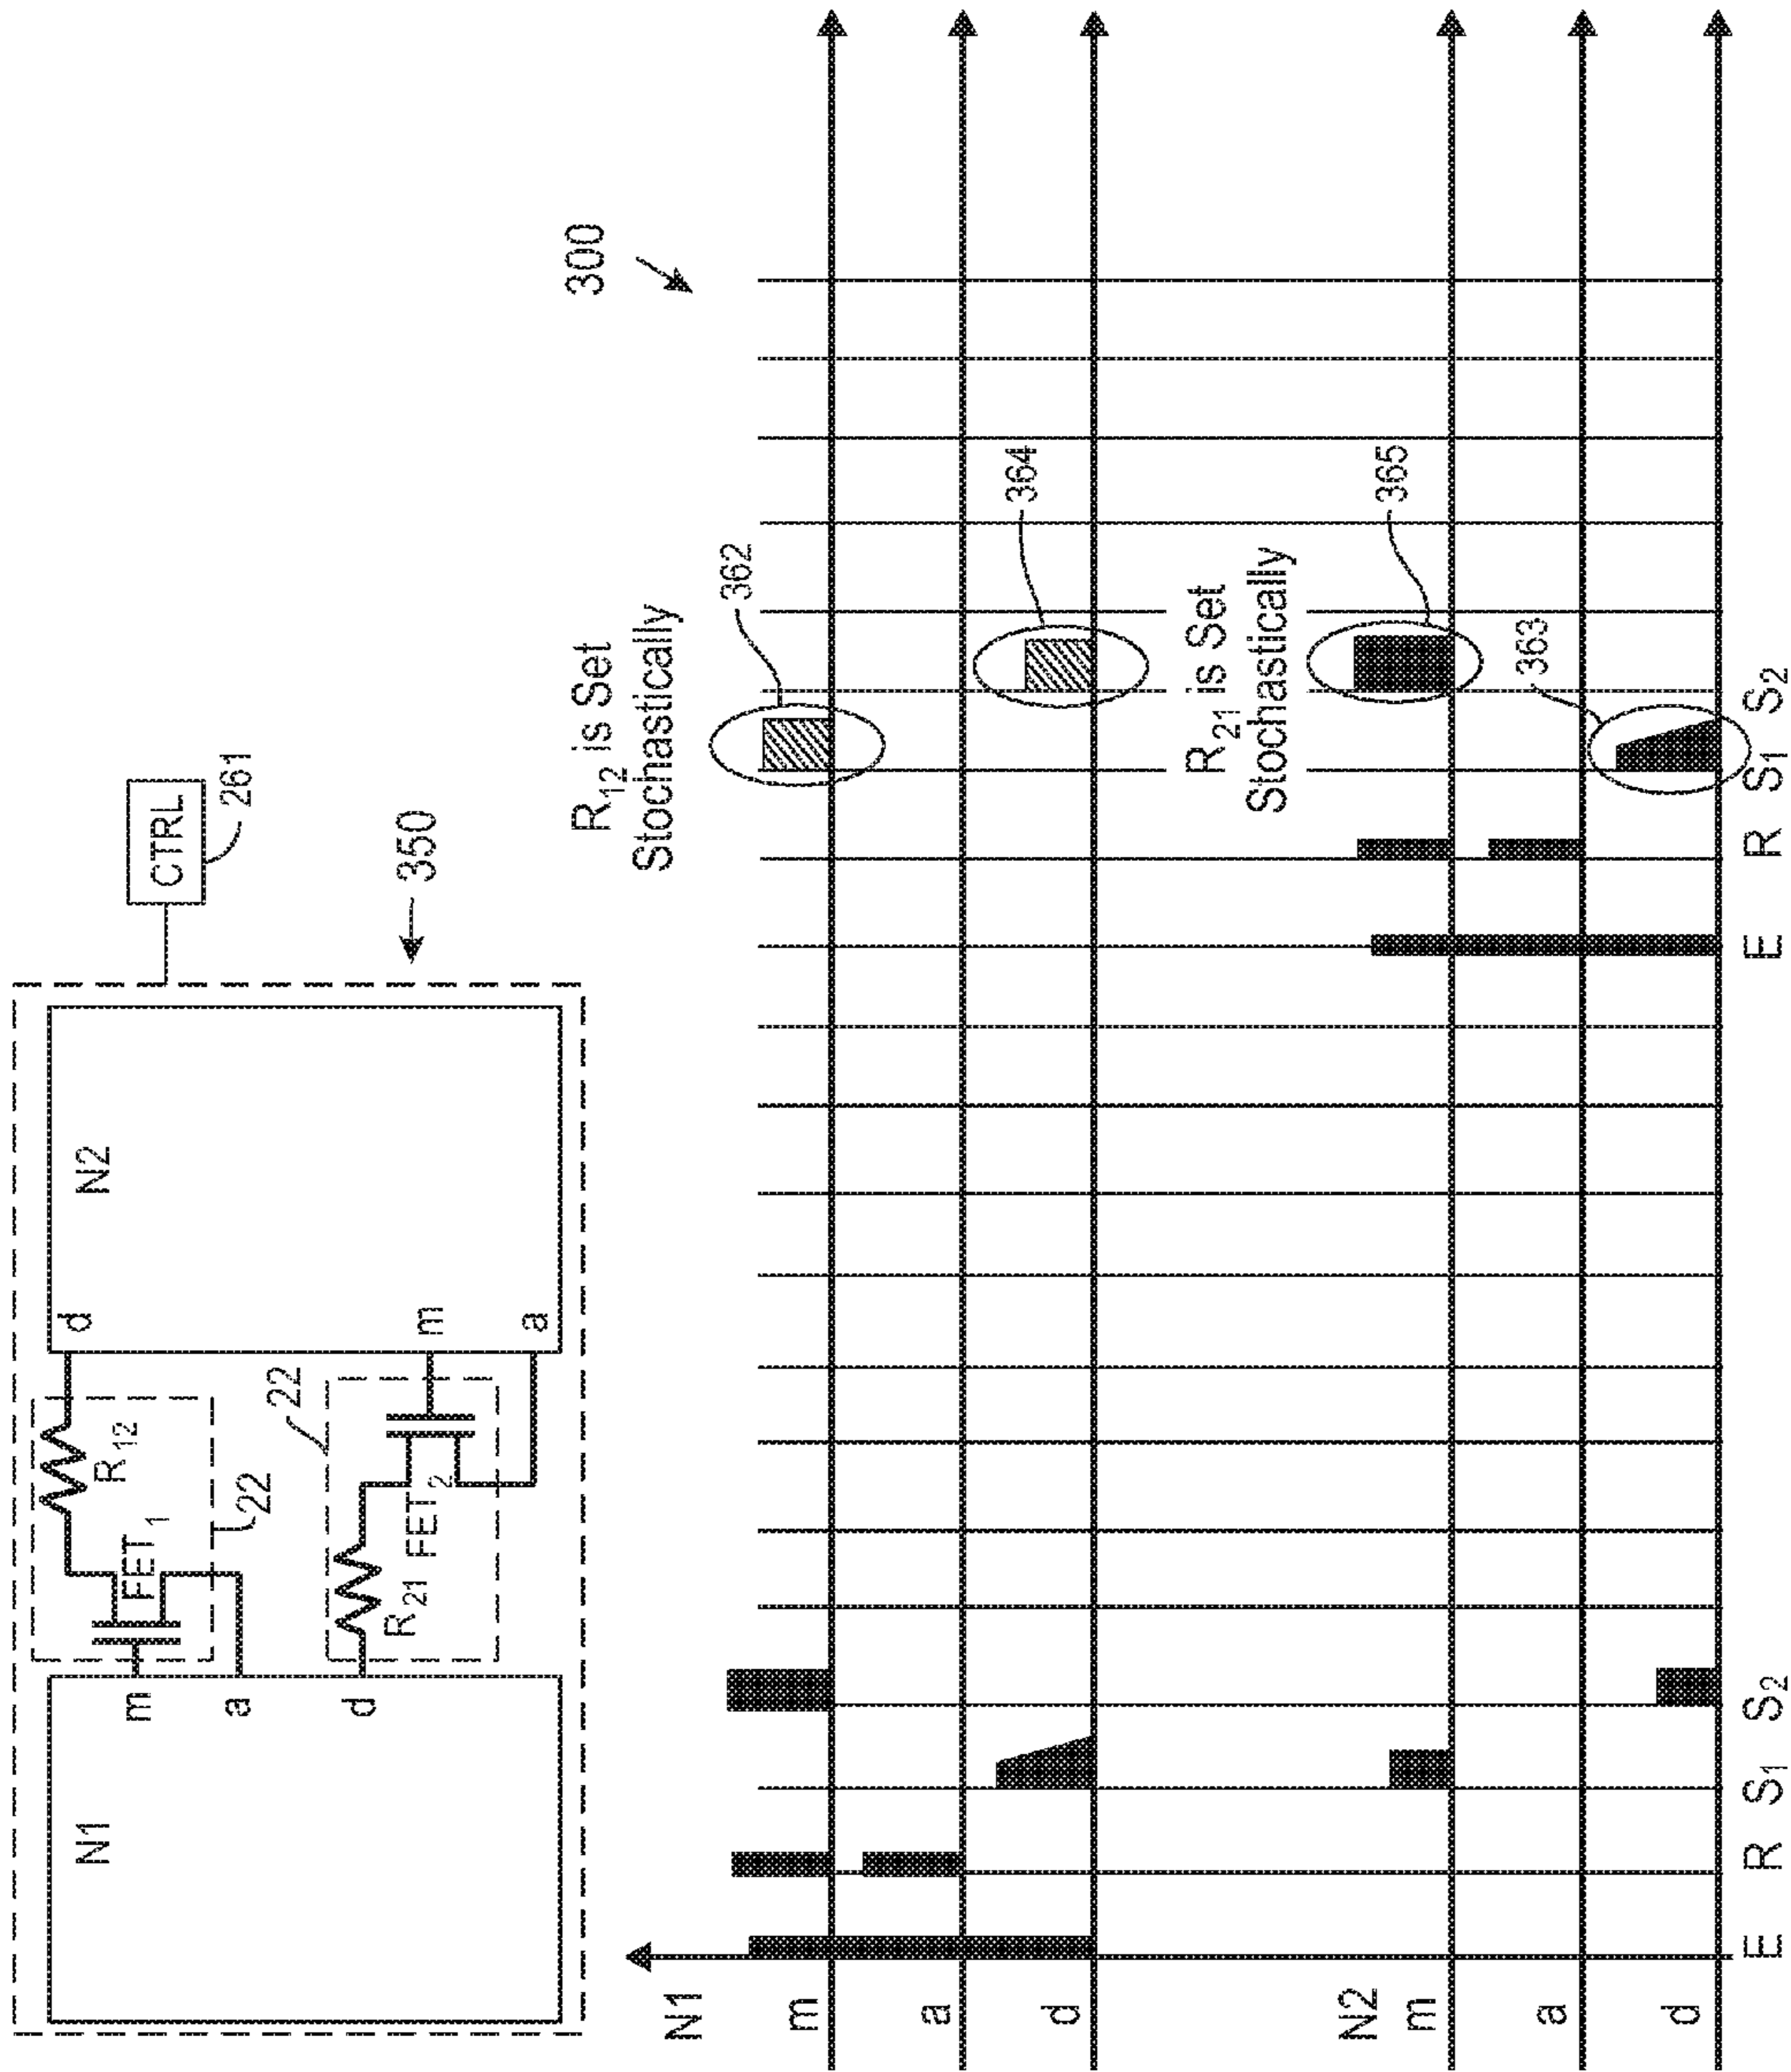 N1
m
a
d
FET1
R12
22
R21
FET2
22
d
m
a
N2
CTRL
261
350
300
R12 is Set
Stochastically
362
364
R21 is Set
Stochastically
365
363
N1
m
a
d
N2
m
a
d
E R S1 S2 E R S1 S2